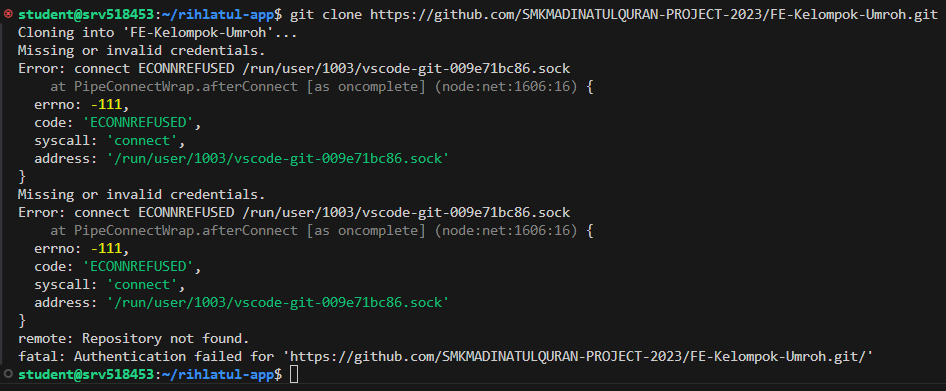 student@srv518453:~/rihlatul-app$ git clone https://github.com/SMKMADINATULQURAN-PROJECT-2023/FE-Kelompok-Umroh.git
Cloning into 'FE-Kelompok-Umroh'...
Missing or invalid credentials.
Error: connect ECONNREFUSED /run/user/1003/vscode-git-009e71bc86.sock
    at PipeConnectWrap.afterConnect [as oncomplete] (node:net:1606:16) {
  errno: -111,
  code: 'ECONNREFUSED',
  syscall: 'connect',
  address: '/run/user/1003/vscode-git-009e71bc86.sock'
}
Missing or invalid credentials.
Error: connect ECONNREFUSED /run/user/1003/vscode-git-009e71bc86.sock
    at PipeConnectWrap.afterConnect [as oncomplete] (node:net:1606:16) {
  errno: -111,
  code: 'ECONNREFUSED',
  syscall: 'connect',
  address: '/run/user/1003/vscode-git-009e71bc86.sock'
}
remote: Repository not found.
fatal: Authentication failed for 'https://github.com/SMKMADINATULQURAN-PROJECT-2023/FE-Kelompok-Umroh.git/'
student@srv518453:~/rihlatul-app$